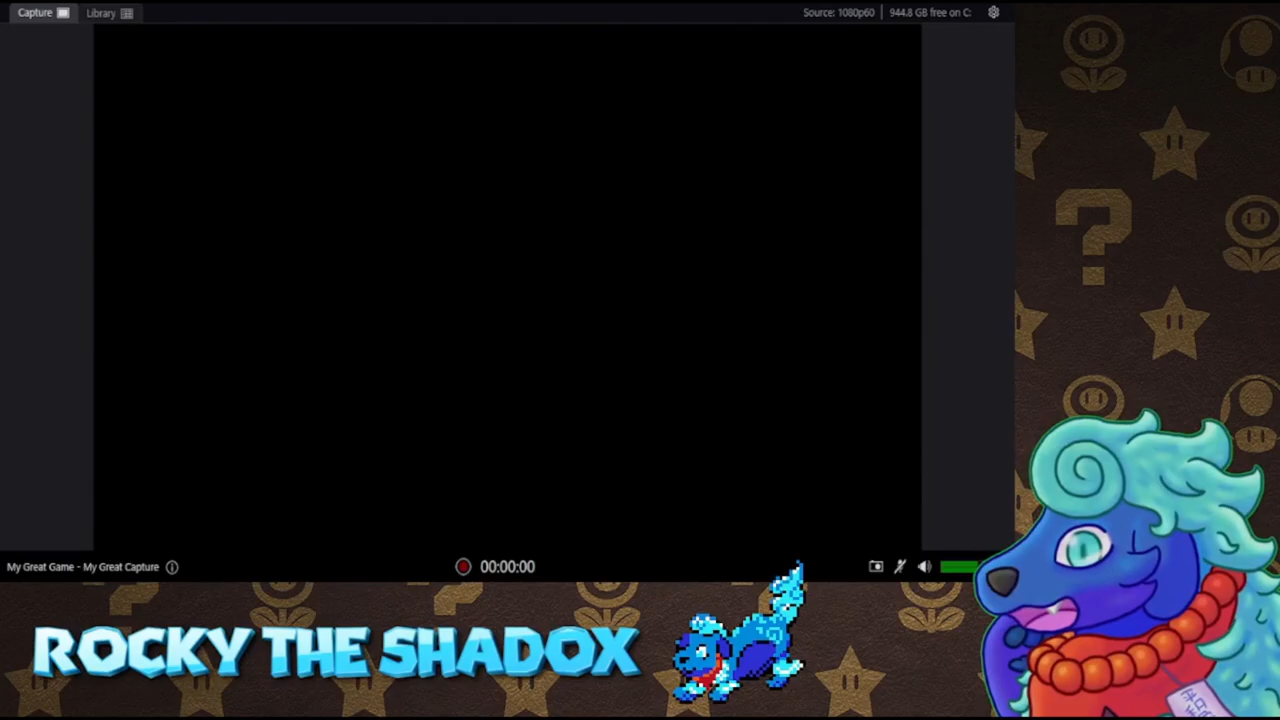 Capture
Library
Source: 1080p60
944.8 GB free on C:
My Great Game - My Great Capture
00:00:00
ROCKY THE SHADOX